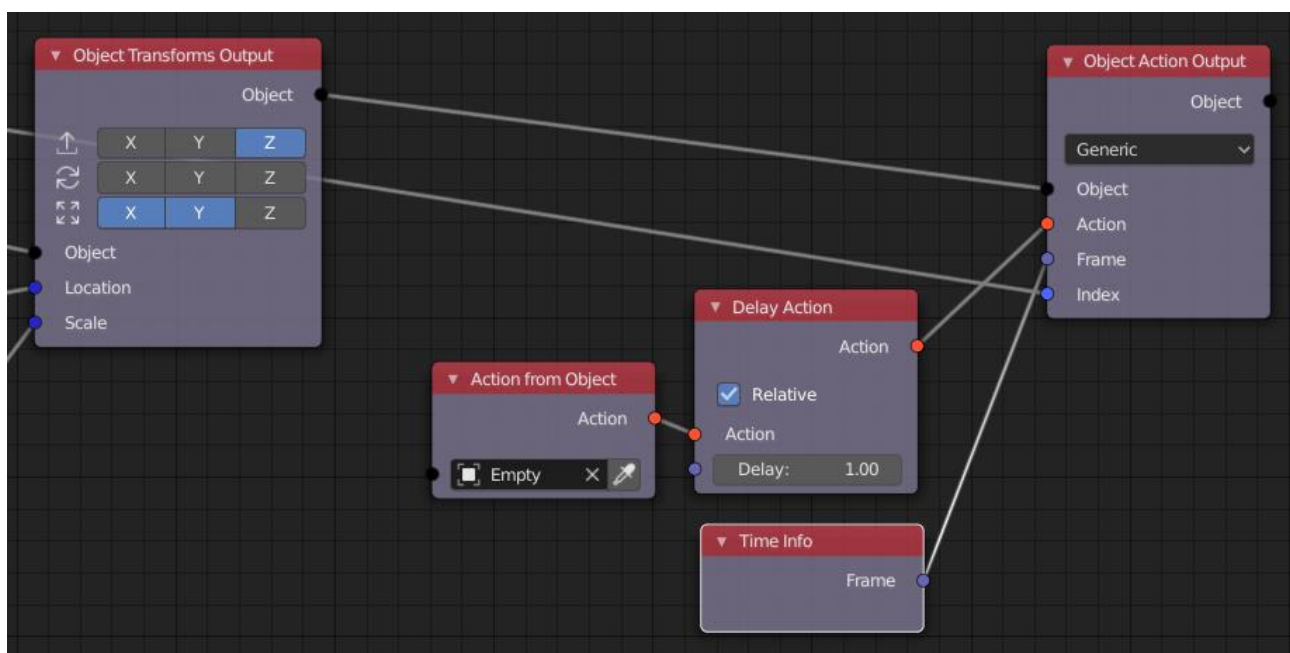 Object Transforms Output
Object
X Y Z
X Y Z
X Y Z
Object
Location
Scale
Action from Object
Action
Empty
Delay Action
Action
Relative
Action
Delay: 1.00
Time Info
Frame
Object Action Output
Object
Generic
Object
Action
Frame
Index